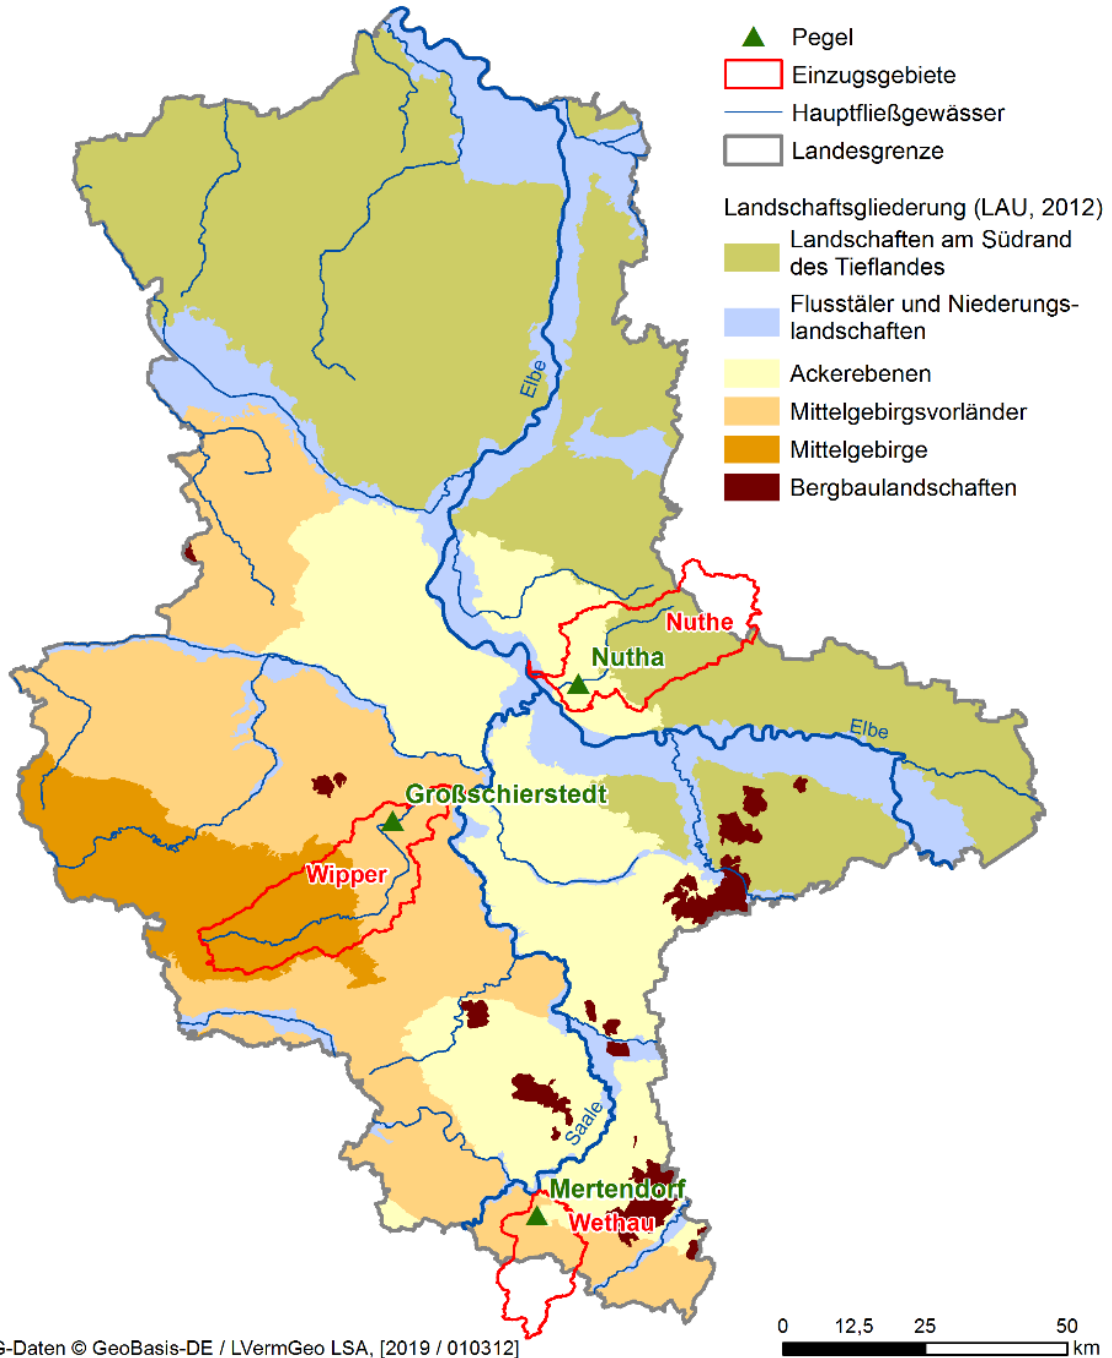 Pegel
Einzugsgebiete
Hauptfließgewässer
Landesgrenze
Landschaftsgliederung (LAU, 2012)
Landschaften am Südrand
des Tieflandes
Flusstäler und Niederungs-
landschaften
Ackerebenen
Mittelgebirgsvorländer
Mittelgebirge
Bergbaulandschaften
Elbe
Nuthe
Nutha
Elbe
Großschierstedt
Wipper
Saale
Mertendorf
Wethau
G-Daten © GeoBasis-DE / LVermGeo LSA, [2019 / 010312]
0 12,5 25 50
km